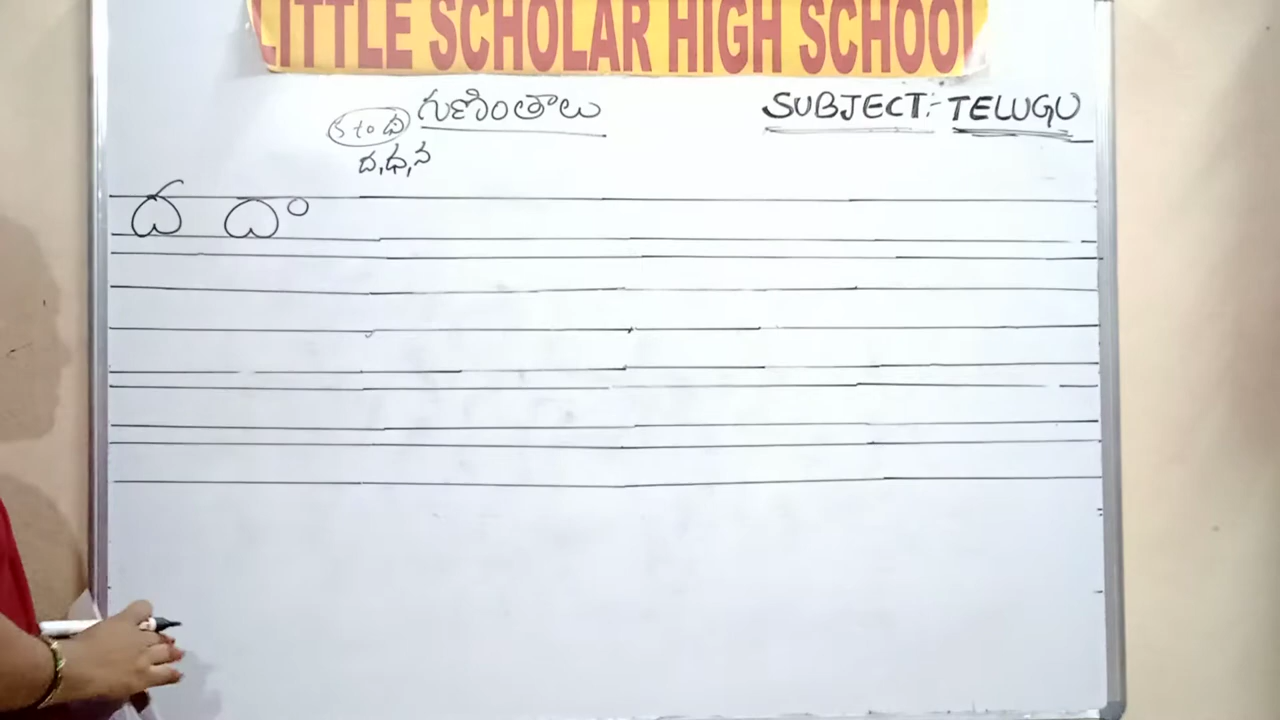 LITTLE SCHOLAR HIGH SCHOOL
గుణింతాలు SUBJECT:- TELUGU
ద,ధ,న
ద దా